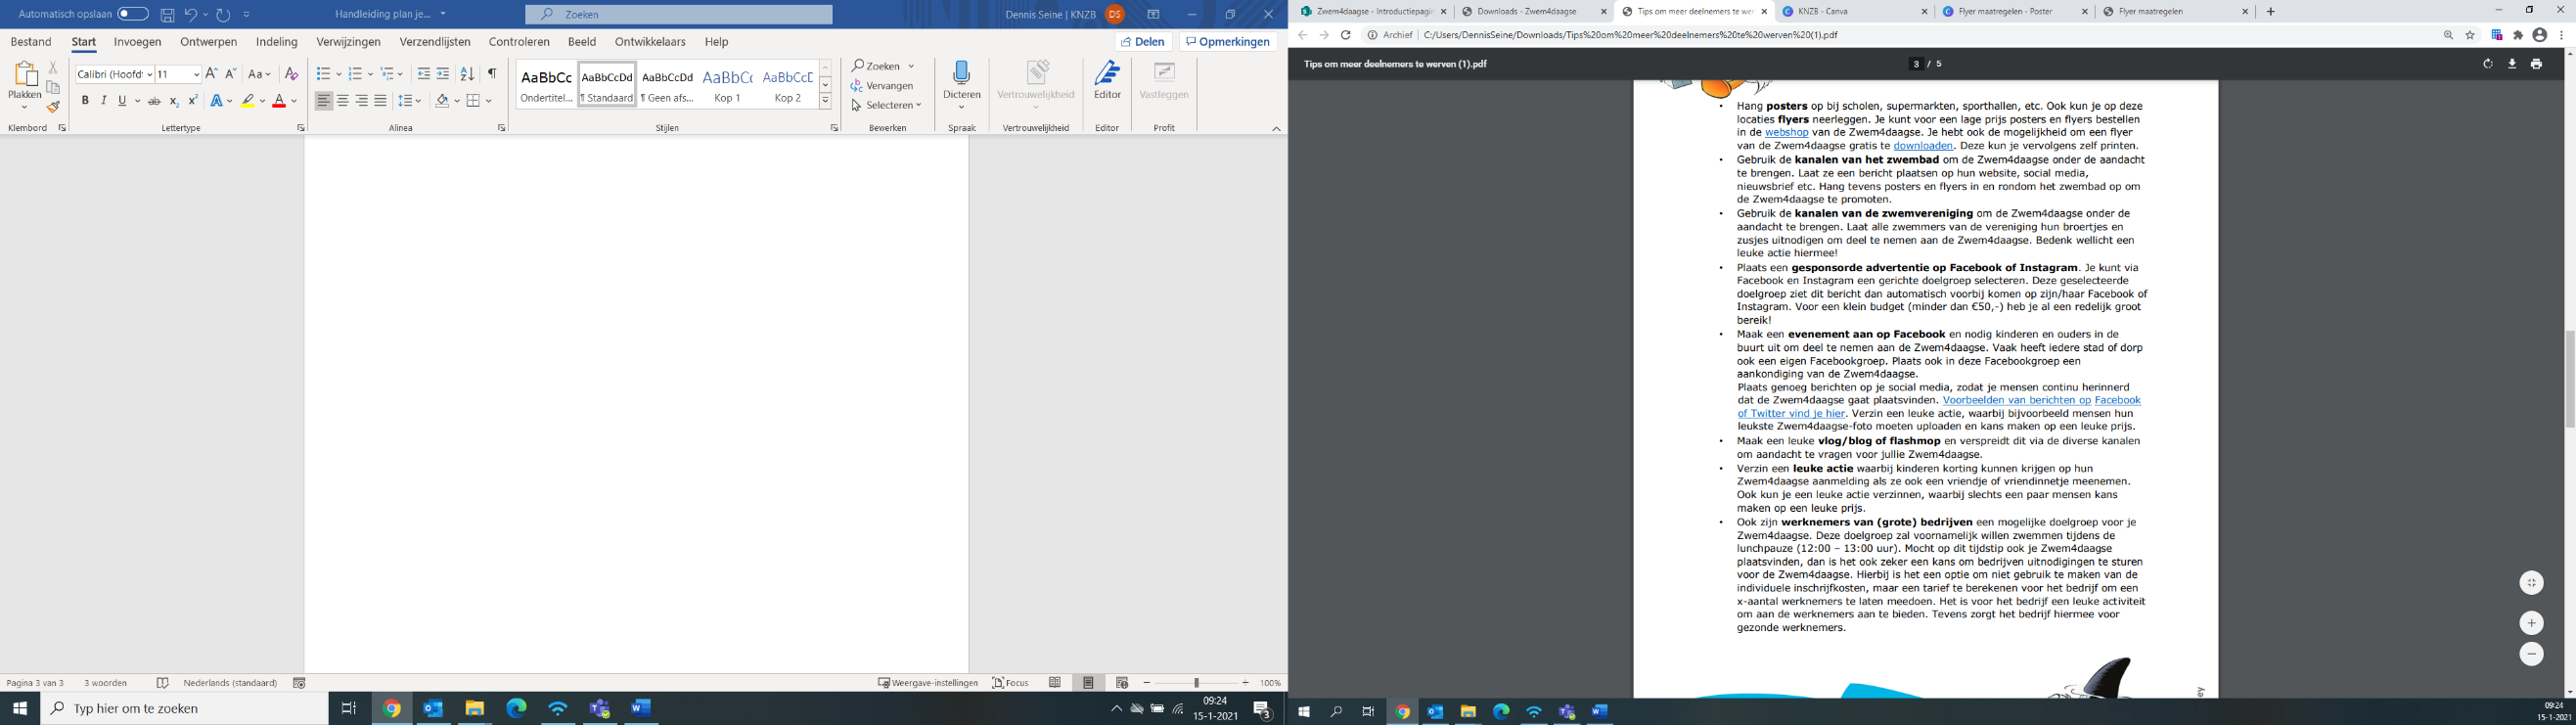 Automatisch opslaan
Handleiding plan je...
Zoeken
Dennis Seine | KNZB
DS
Bestand Start Invoegen Ontwerpen Indeling Verwijzingen Verzendlijsten Controleren Beeld Ontwikkelaars Help
Delen Opmerkingen
Plakken
Calibri (Hoofd 11
AaBbCc AaBbCcDd AaBbCcDd AaBbCc AaBbCcD
Ondertitel... ¶ Standaard ¶ Geen afs... Kop 1 Kop 2
Zoeken
Vervangen
Selecteren
Dicteren
Vertrouwelijkheid
Editor
Vastleggen
Klembord Lettertype Alinea Stijlen Bewerken Spraak Vertrouwelijkheid Editor Profit
Pagina 3 van 3 3 woorden Nederlands (standaard)
Weergave-instellingen Focus 100%
Typ hier om te zoeken
09:24
15-1-2021
3
Zwem4daagse - Introductiepagin Downloads - Zwem4daagse Tips om meer deelnemers te wer KNZB - Canva Flyer maatregelen - Poster Flyer maatregelen
Archief | C:/Users/DennisSeine/Downloads/Tips%20om%20meer%20deelnemers%20te%20werven%20(1).pdf
Tips om meer deelnemers te werven (1).pdf
3 / 5
• Hang posters op bij scholen, supermarkten, sporthallen, etc. Ook kun je op deze
locaties flyers neerleggen. Je kunt voor een lage prijs posters en flyers bestellen
in de webshop van de Zwem4daagse. Je hebt ook de mogelijkheid om een flyer
van de Zwem4daagse gratis te downloaden. Deze kun je vervolgens zelf printen.
• Gebruik de kanalen van het zwembad om de Zwem4daagse onder de aandacht
te brengen. Laat ze een bericht plaatsen op hun website, social media,
nieuwsbrief etc. Hang tevens posters en flyers in en rondom het zwembad op om
de Zwem4daagse te promoten.
• Gebruik de kanalen van de zwemvereniging om de Zwem4daagse onder de
aandacht te brengen. Laat alle zwemmers van de vereniging hun broertjes en
zusjes uitnodigen om deel te nemen aan de Zwem4daagse. Bedenk wellicht een
leuke actie hiermee!
• Plaats een gesponsorde advertentie op Facebook of Instagram. Je kunt via
Facebook en Instagram een gerichte doelgroep selecteren. Deze geselecteerde
doelgroep ziet dit bericht dan automatisch voorbij komen op zijn/haar Facebook of
Instagram. Voor een klein budget (minder dan €50,-) heb je al een redelijk groot
bereik!
• Maak een evenement aan op Facebook en nodig kinderen en ouders in de
buurt uit om deel te nemen aan de Zwem4daagse. Vaak heeft iedere stad of dorp
ook een eigen Facebookgroep. Plaats ook in deze Facebookgroep een
aankondiging van de Zwem4daagse.
Plaats genoeg berichten op je social media, zodat je mensen continu herinnerd
dat de Zwem4daagse gaat plaatsvinden. Voorbeelden van berichten op Facebook
of Twitter vind je hier. Verzin een leuke actie, waarbij bijvoorbeeld mensen hun
leukste Zwem4daagse-foto moeten uploaden en kans maken op een leuke prijs.
• Maak een leuke vlog/blog of flashmop en verspreidt dit via de diverse kanalen
om aandacht te vragen voor jullie Zwem4daagse.
• Verzin een leuke actie waarbij kinderen korting kunnen krijgen op hun
Zwem4daagse aanmelding als ze ook een vriendje of vriendinnetje meenemen.
Ook kun je een leuke actie verzinnen, waarbij slechts een paar mensen kans
maken op een leuke prijs.
• Ook zijn werknemers van (grote) bedrijven een mogelijke doelgroep voor je
Zwem4daagse. Deze doelgroep zal voornamelijk willen zwemmen tijdens de
lunchpauze (12:00 – 13:00 uur). Mocht op dit tijdstip ook je Zwem4daagse
plaatsvinden, dan is het ook zeker een kans om bedrijven uitnodigingen te sturen
voor de Zwem4daagse. Hierbij is het een optie om niet gebruik te maken van de
individuele inschrijfkosten, maar een tarief te berekenen voor het bedrijf om een
x-aantal werknemers te laten meedoen. Het is voor het bedrijf een leuke activiteit
om aan de werknemers aan te bieden. Tevens zorgt het bedrijf hiermee voor
gezonde werknemers.
09:24
15-1-2021